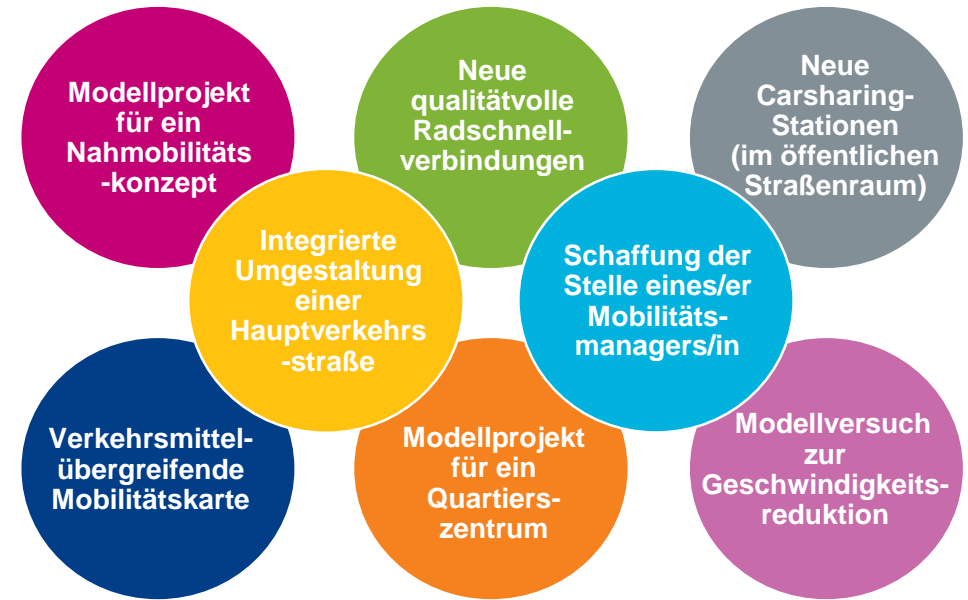 Modellprojekt
für ein
Nahmobilitäts
-konzept
Neue
qualitätvolle
Radschnell-
verbindungen
Neue
Carsharing-
Stationen
(im öffentlichen
Straßenraum)
Integrierte
Umgestaltung
einer
Hauptverkehrs
-straße
Schaffung der
Stelle eines/er
Mobilitäts-
managers/in
Verkehrsmittel-
übergreifende
Mobilitätskarte
Modellprojekt
für ein
Quartiers-
zentrum
Modellversuch
zur
Geschwindigkeits-
reduktion